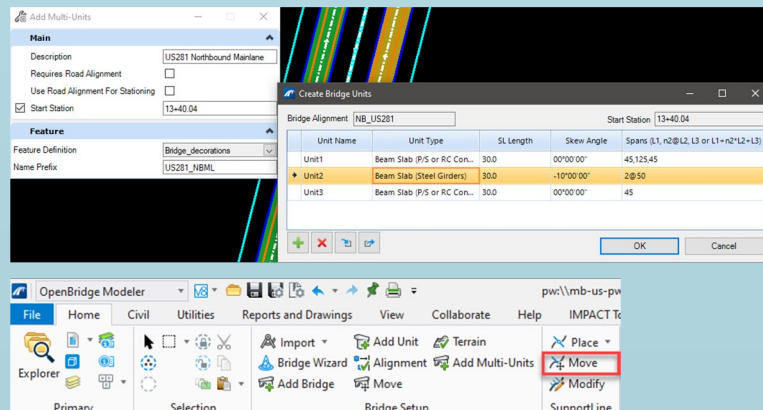 Add Multi-Units
Main
Description US281 Northbound Mainlane
Requires Road Alignment
Use Road Alignment For Stationing
Start Station 13+40.04
Feature
Feature Definition Bridge_decorations
Name Prefix US281_NBML
Create Bridge Units
Bridge Alignment NB_US281 Start Station 13+40.04
Unit Name Unit Type SL Length Skew Angle Spans (L1, n2@L2, L3 or L1+n2*L2+L3)
Unit1 Beam Slab (P/S or RC Con... 30.0 00°00'00" 45,125,45
Unit2 Beam Slab (Steel Girders) 30.0 -10°00'00" 2@50
Unit3 Beam Slab (P/S or RC Con... 30.0 00°00'00" 45
OK Cancel
OpenBridge Modeler V8 pw:\\mb-us-pw
File Home Civil Utilities Reports and Drawings View Collaborate Help IMPACT To
Import Add Unit Terrain Place
Explorer Bridge Wizard Alignment Add Multi-Units Move
Add Bridge Move Modify
Primary Selection Bridge Setup SupportLine